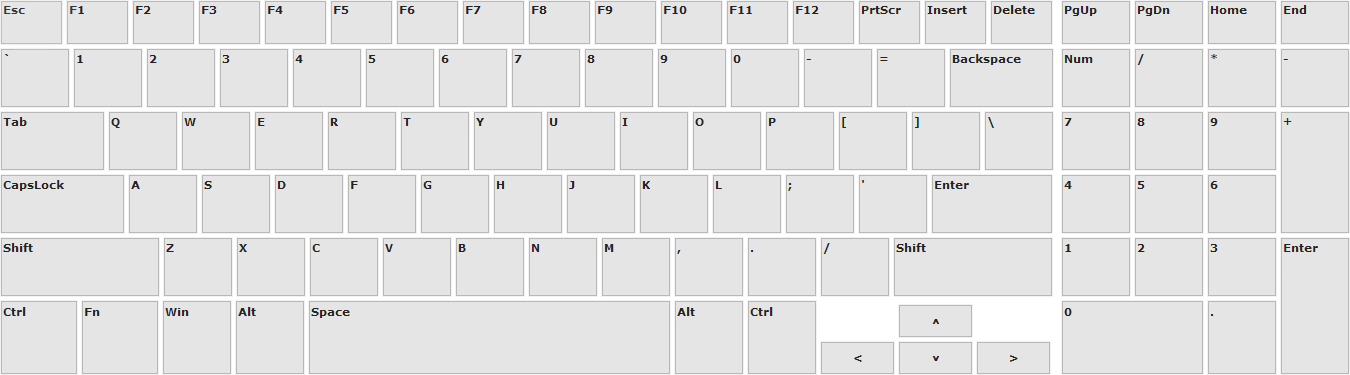 Esc F1 F2 F3 F4 F5 F6 F7 F8 F9 F10 F11 F12 PrtScr Insert Delete PgUp PgDn Home End
` 1 2 3 4 5 6 7 8 9 0 - = Backspace Num / * -
Tab Q W E R T Y U I O P [ ] \ 7 8 9 +
CapsLock A S D F G H J K L ; ' Enter 4 5 6
Shift Z X C V B N M , . / Shift 1 2 3 Enter
Ctrl Fn Win Alt Space Alt Ctrl 0 .
^
< v >